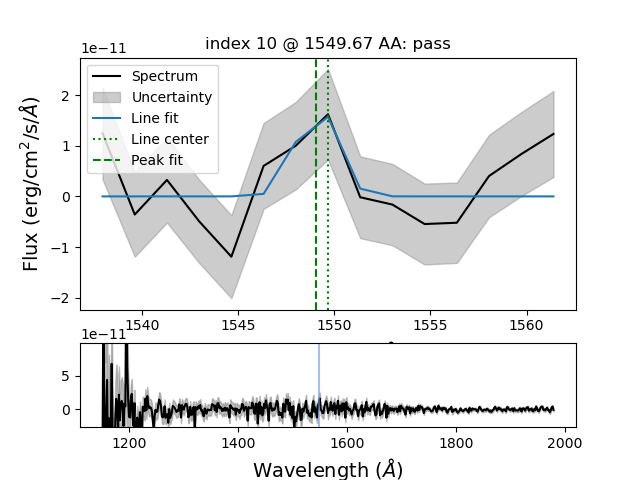 index 10 @ 1549.67 AA: pass
1e−11
Spectrum
Uncertainty
Line fit
Line center
Peak fit
2
1
0
−1
−2
Flux (erg/cm²/s/Å)
1540 1545 1550 1555 1560
1e−11
5
0
1200 1400 1600 1800 2000
Wavelength (Å)